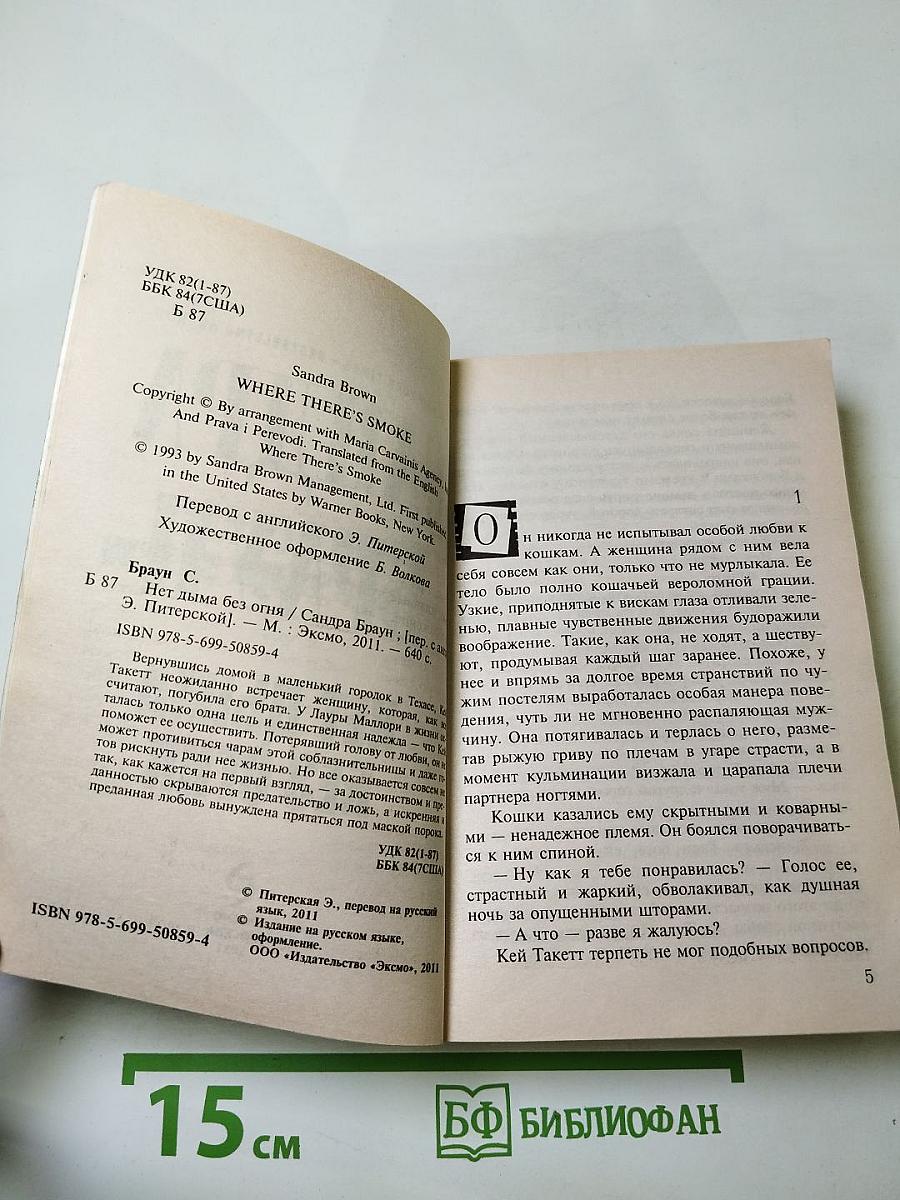 УДК 82(1-87)
ББК 84(7США)
Б 87
Sandra Brown
WHERE THERE'S SMOKE
Copyright © By arrangement with Maria Carvainis Agency,
And Prava i Perevodi. Translated from the English
Where There's Smoke
© 1993 by Sandra Brown Management, Ltd. First published
in the United States by Warner Books, New York.
Перевод с английского Э. Питерской
Художественное оформление Б. Волкова
Браун С.
Б 87 Нет дыма без огня / Сандра Браун ; [пер. с
Э. Питерской]. — М. : Эксмо, 2011. — 640 с.
ISBN 978-5-699-50859-4
Вернувшись домой в маленький городок в Техасе,
Такетт неожиданно встречает женщину, которая, как
считают, погубила его брата. У Лауры Маллори в жизни
талась только одна цель и единственная надежда — что
поможет ее осуществить. Потерявший голову от любви, он
может противиться чарам этой соблазнительницы и даже
тов рискнуть ради нее жизнью. Но все оказывается совсем
так, как кажется на первый взгляд, — за достоинством и пре-
данностью скрываются предательство и ложь, а искренняя и
преданная любовь вынуждена прятаться под маской порока.
УДК 82(1-87)
ББК 84(7США)
© Питерская Э., перевод на русский
язык, 2011
© Издание на русском языке,
оформление.
ООО «Издательство «Эксмо», 2011
ISBN 978-5-699-50859-4
1
Он никогда не испытывал особой любви к
кошкам. А женщина рядом с ним вела
себя совсем как они, только что не мурлыкала. Ее
тело было полно кошачьей вероломной грации.
Узкие, приподнятые к вискам глаза отливали зеле-
нью, плавные чувственные движения будоражили
воображение. Такие, как она, не ходят, а шеству-
ют, продумывая каждый шаг заранее. Похоже, у
нее и впрямь за долгое время странствий по чу-
жим постелям выработалась особая манера пове-
дения, чуть ли не мгновенно распаляющая муж-
чину. Она потягивалась и терлась о него, разме-
тав рыжую гриву по плечам в угаре страсти, а в
момент кульминации визжала и царапала плечи
партнера ногтями.
Кошки казались ему скрытными и коварны-
ми — ненадежное племя. Он боялся поворачивать-
ся к ним спиной.
— Ну как я тебе понравилась? — Голос ее,
страстный и жаркий, обволакивал, как душная
ночь за опущенными шторами.
— А что — разве я жалуюсь?
Кей Такетт терпеть не мог подобных вопросов.
5
15 см
БФ БИБЛИОФАН